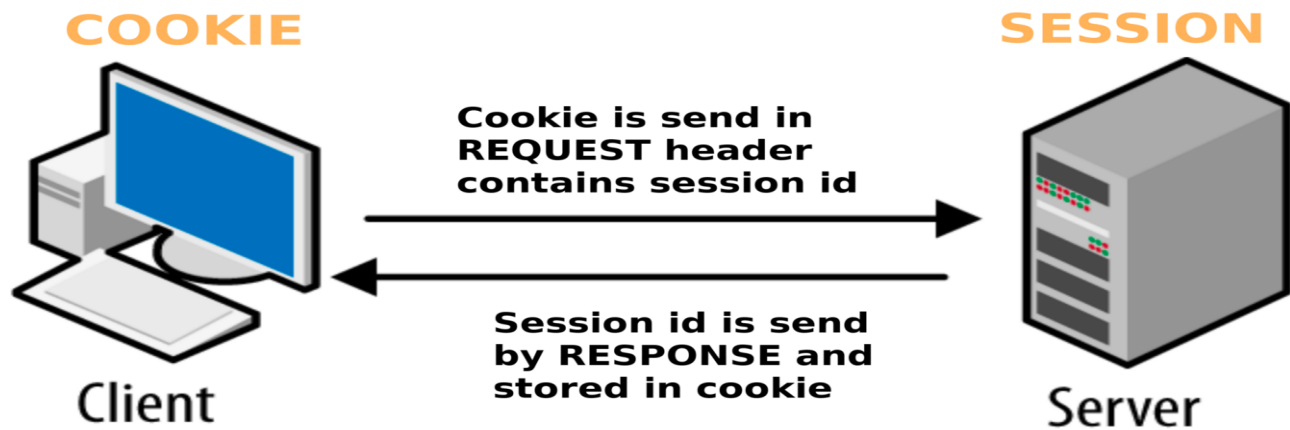 COOKIE
SESSION
Cookie is send in
REQUEST header
contains session id
Session id is send
by RESPONSE and
stored in cookie
Client
Server